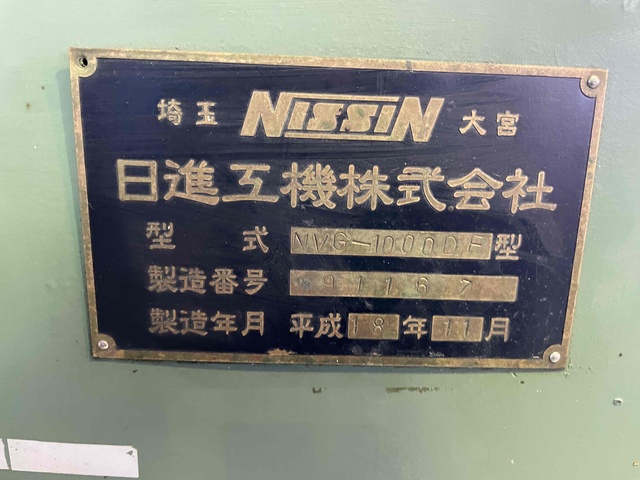 埼玉 NISSIN 大宮
日進工機株式会社
型式 NVG-1000DF型
製造番号 891167
製造年月 平成18年11月